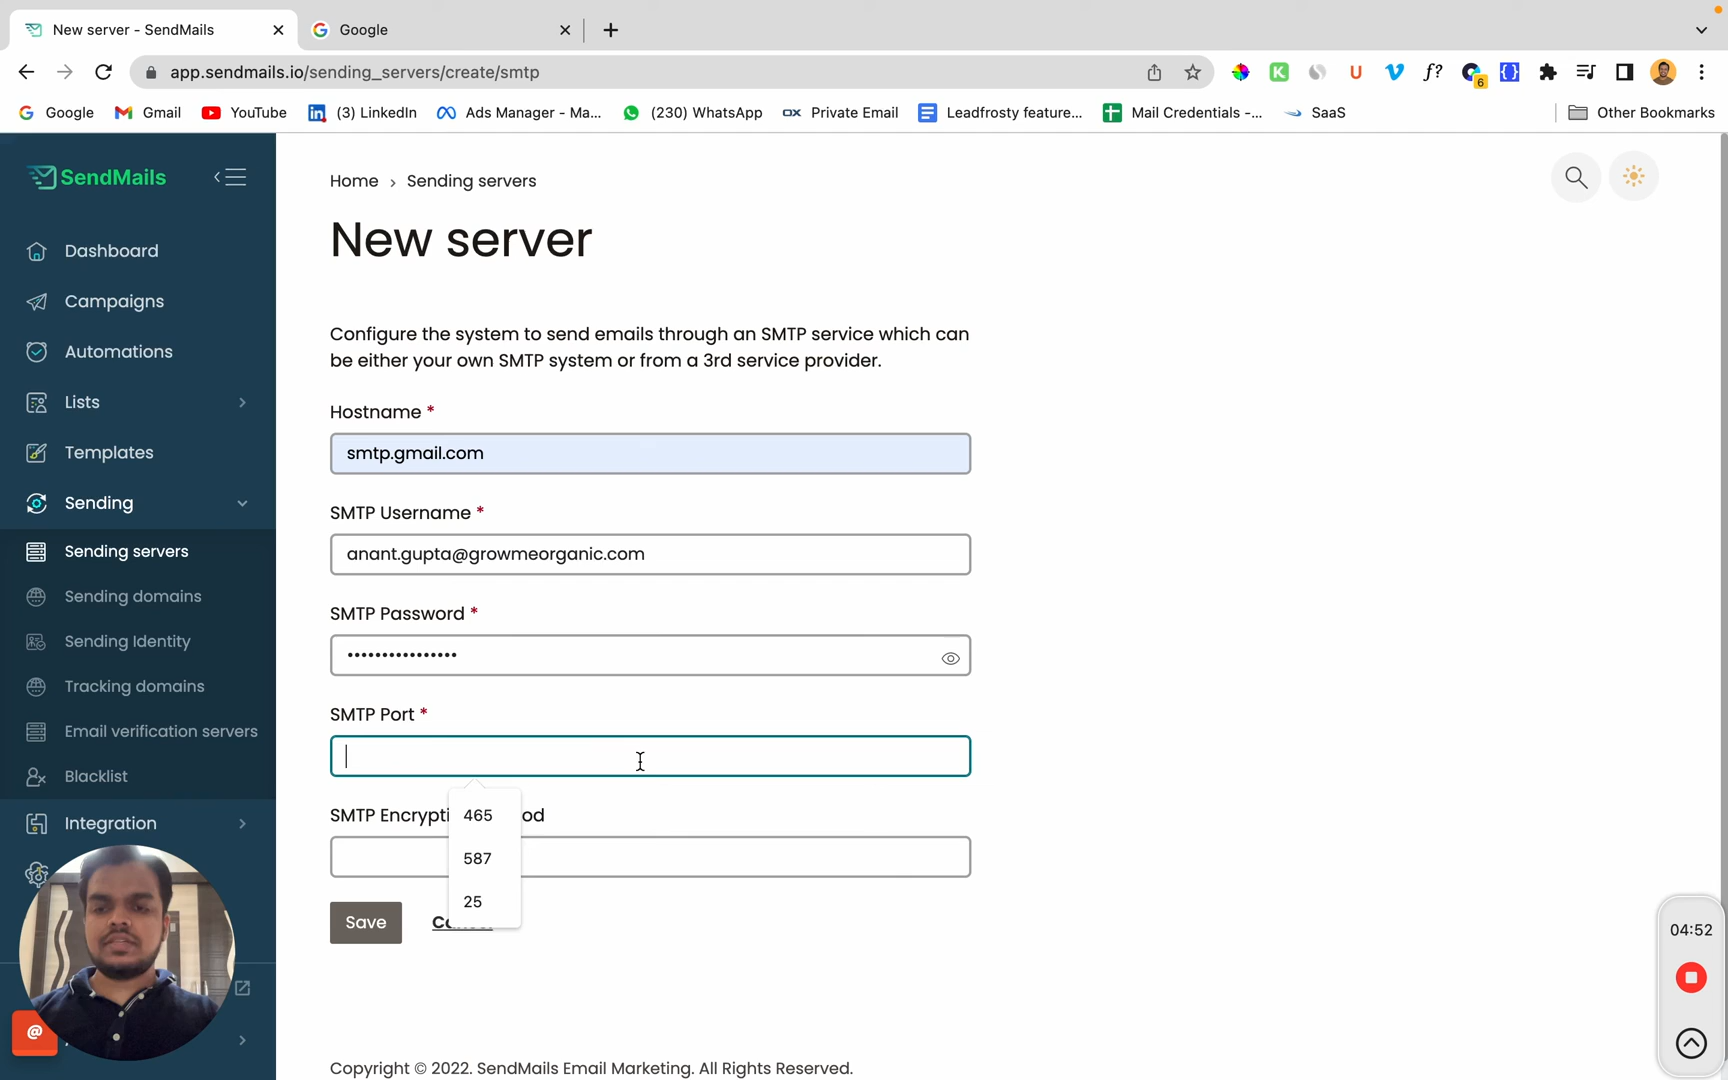 New server - SendMails
Google
app.sendmails.io/sending_servers/create/smtp
6
Google
Gmail
YouTube
(3) LinkedIn
Ads Manager - Ma...
(230) WhatsApp
Private Email
Leadfrosty feature...
Mail Credentials -...
SaaS
Other Bookmarks
SendMails
Dashboard
Campaigns
Automations
Lists
Templates
Sending
Sending servers
Sending domains
Sending Identity
Tracking domains
Email verification servers
Blacklist
Integration
Home › Sending servers
New server
Configure the system to send emails through an SMTP service which can
be either your own SMTP system or from a 3rd service provider.
Hostname *
smtp.gmail.com
SMTP Username *
anant.gupta@growmeorganic.com
SMTP Password *
••••••••••••••••
SMTP Port *
465
587
25
Save
04:52
Copyright © 2022. SendMails Email Marketing. All Rights Reserved.